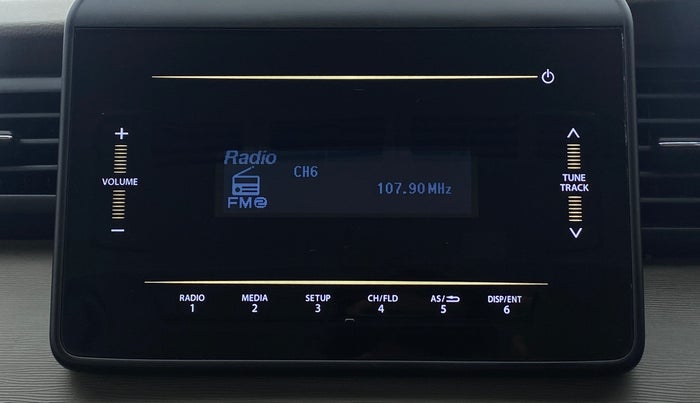 +
VOLUME
−
Radio
CH6
107.90 MHz
FM2
TUNE
TRACK
RADIO
1
MEDIA
2
SETUP
3
CH/FLD
4
AS/
5
DISP/ENT
6